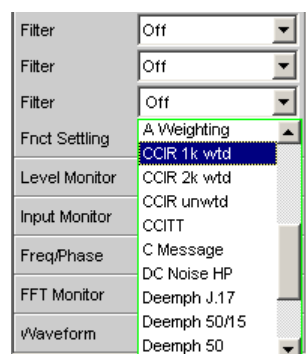 Filter Off
Filter Off
Filter Off
Fnct Settling
Level Monitor
Input Monitor
Freq/Phase
FFT Monitor
Waveform
A Weighting
CCIR 1k wtd
CCIR 2k wtd
CCIR unwtd
CCITT
C Message
DC Noise HP
Deemph J.17
Deemph 50/15
Deemph 50